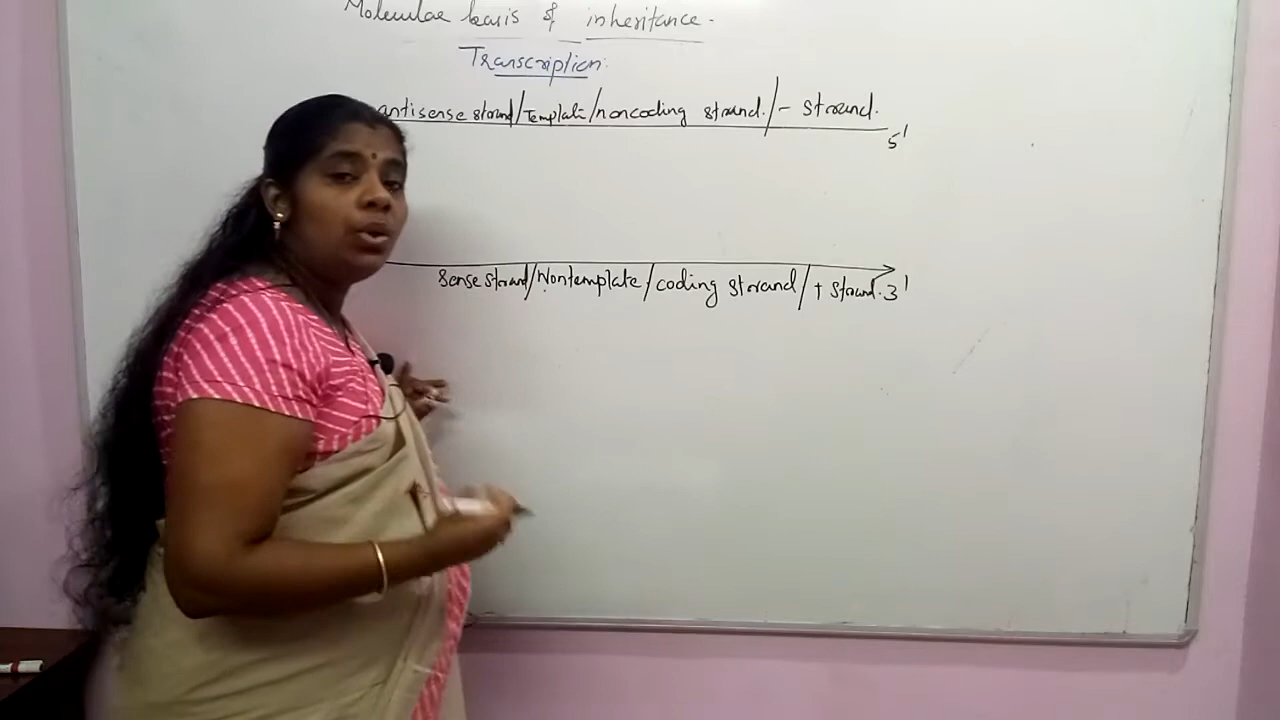 Molecular basis of inheritance.
Transcription.
antisense strand/Template/noncoding strand./- strand.
5'
sense strand/Nontemplate/coding strand/+ strand. 3'